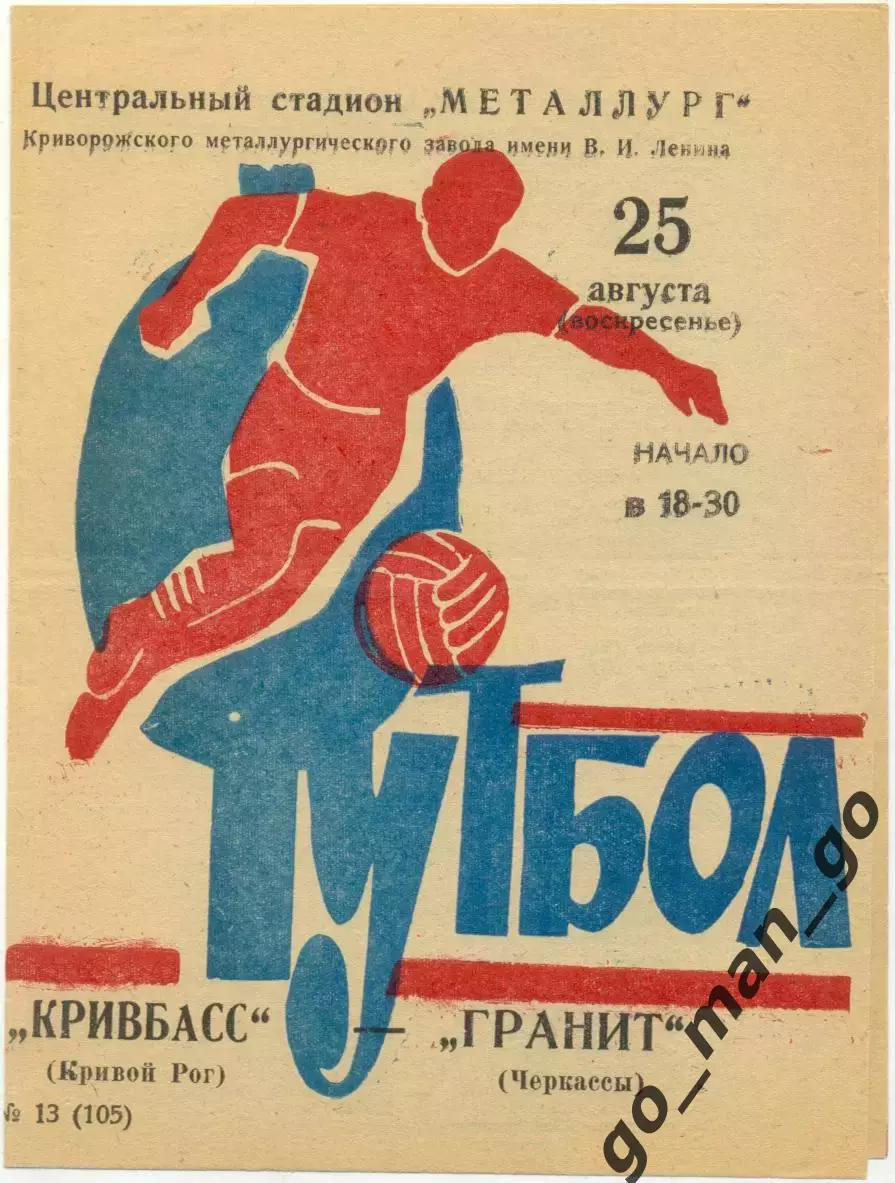 Центральный стадион „МЕТАЛЛУРГ“
Криворожского металлургического завода имени В. И. Ленина
25
августа
(воскресенье)
НАЧАЛО
в 18-30
ФУТБОЛ
„КРИВБАСС“ — „ГРАНИТ“
(Кривой Рог) (Черкассы)
№ 13 (105)
go_man_go